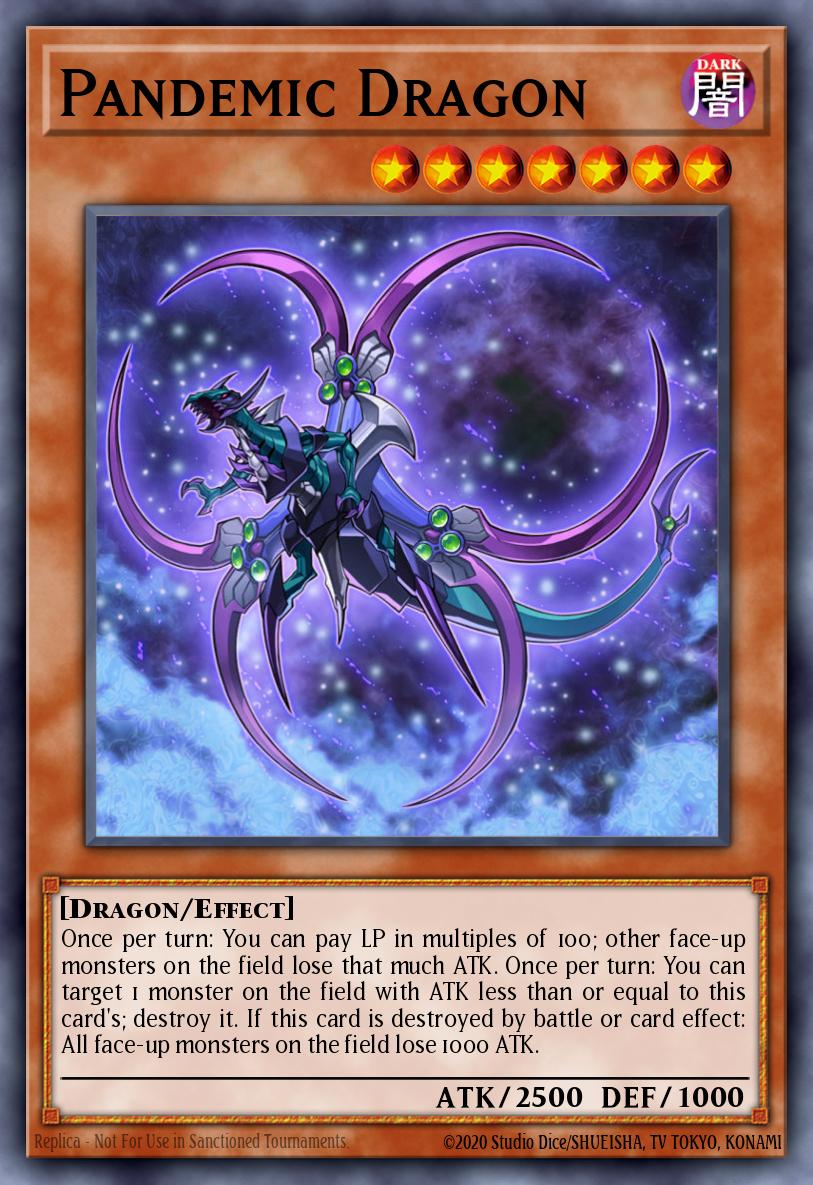 Pandemic Dragon
DARK
闇
[Dragon/Effect]
Once per turn: You can pay LP in multiples of 100; other face-up
monsters on the field lose that much ATK. Once per turn: You can
target 1 monster on the field with ATK less than or equal to this
card's; destroy it. If this card is destroyed by battle or card effect:
All face-up monsters on the field lose 1000 ATK.
ATK/2500 DEF/1000
Replica - Not For Use in Sanctioned Tournaments.
©2020 Studio Dice/SHUEISHA, TV TOKYO, KONAMI